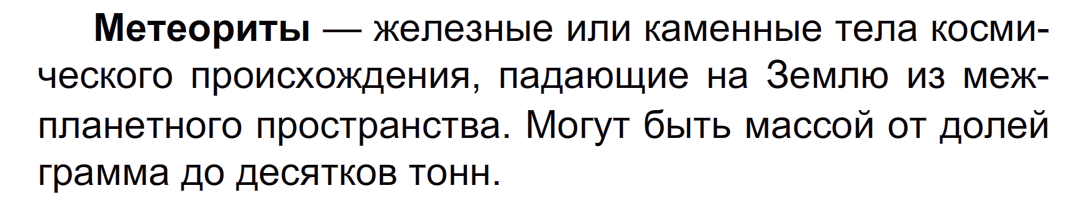 Метеориты — железные или каменные тела косми-
ческого происхождения, падающие на Землю из меж-
планетного пространства. Могут быть массой от долей
грамма до десятков тонн.